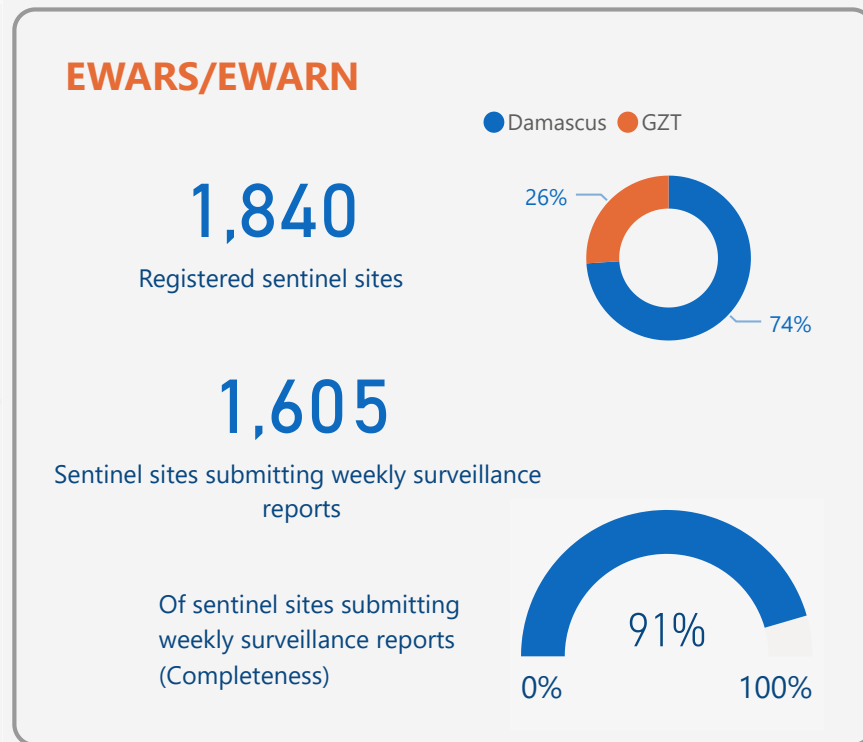 EWARS/EWARN
Damascus GZT
1,840
Registered sentinel sites
26%
74%
1,605
Sentinel sites submitting weekly surveillance
reports
Of sentinel sites submitting
weekly surveillance reports
(Completeness)
91%
0% 100%